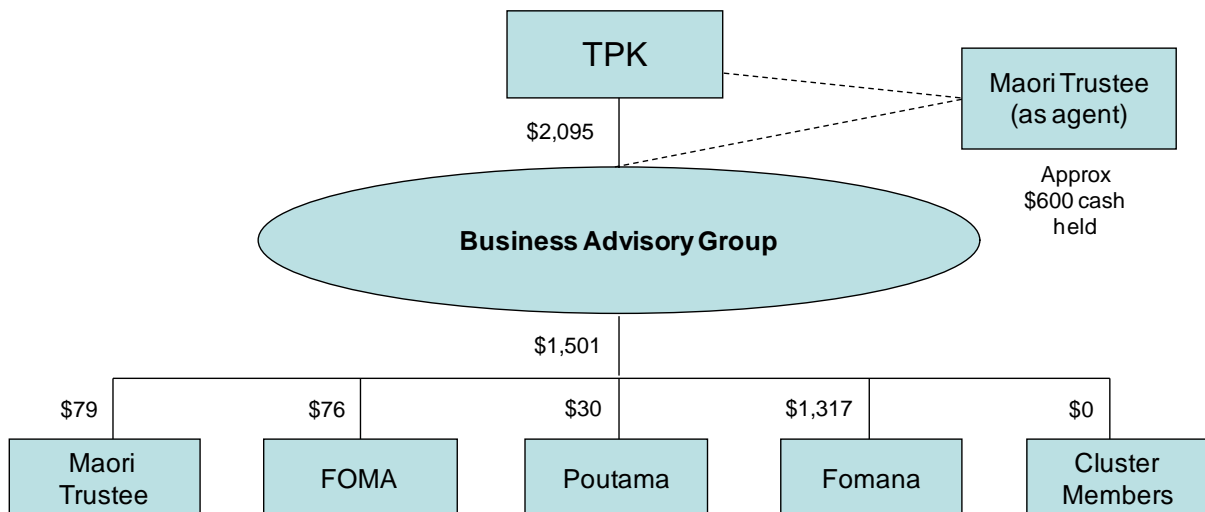 TPK
Maori Trustee
(as agent)
$2,095
Approx
$600 cash
held
Business Advisory Group
$1,501
$79
$76
$30
$1,317
$0
Maori
Trustee
FOMA
Poutama
Fomana
Cluster
Members